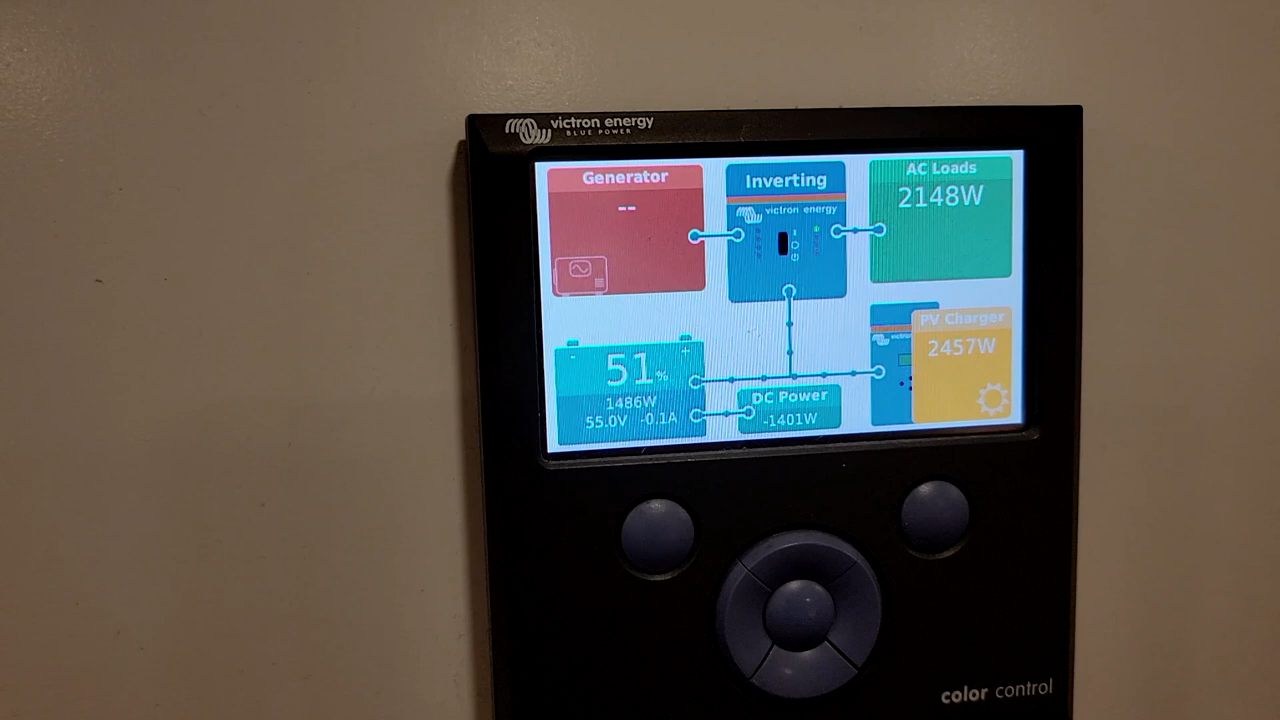 victron energy
BLUE POWER
Generator
--
Inverting
victron energy
AC Loads
2148W
- +
51%
1486W
55.0V -0.1A
DC Power
-1401W
PV Charger
2457W
color control